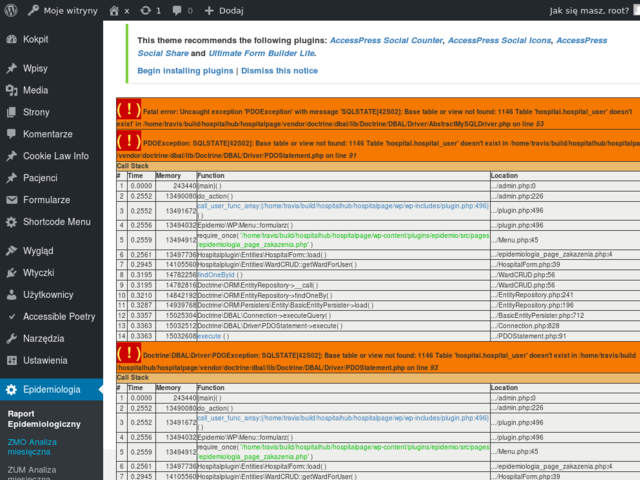 Moje witryny x 1 0 Dodaj Jak się masz, root?
Kokpit
Wpisy
Media
Strony
Komentarze
Cookie Law Info
Pacjenci
Formularze
Shortcode Menu
Wygląd
Wtyczki
Użytkownicy
Accessible Poetry
Narzędzia
Ustawienia
Epidemiologia
Raport
Epidemiologiczny
ZMO Analiza
miesięczna
ZUM Analiza
miesięczna
This theme recommends the following plugins: AccessPress Social Counter, AccessPress Social Icons, AccessPress
Social Share and Ultimate Form Builder Lite.
Begin installing plugins | Dismiss this notice
( ! ) Fatal error: Uncaught exception 'PDOException' with message 'SQLSTATE[42S02]: Base table or view not found: 1146 Table 'hospital.hospital_user' doesn't
exist' in /home/travis/build/hospitalhub/hospitalpage/vendor/doctrine/dbal/lib/Doctrine/DBAL/Driver/AbstractMySQLDriver.php on line 93
( ! ) PDOException: SQLSTATE[42S02]: Base table or view not found: 1146 Table 'hospital.hospital_user' doesn't exist in /home/travis/build/hospitalhub/hospitalpa
/vendor/doctrine/dbal/lib/Doctrine/DBAL/Driver/PDOStatement.php on line 91
Call Stack
# Time Memory Function Location
1 0.0000 243440 {main}( ) .../admin.php:0
2 0.2552 13490080 do_action( ) .../admin.php:226
3 0.2552 13491672 call_user_func_array:{/home/travis/build/hospitalhub/hospitalpage/wp/wp-includes/plugin.php:496}
( ) .../plugin.php:496
4 0.2556 13494032 Epidemio\WP\Menu::formularz( ) .../plugin.php:496
5 0.2559 13494912 require_once( '/home/travis/build/hospitalhub/hospitalpage/wp-content/plugins/epidemio/src/pages
/epidemiologia_page_zakazenia.php' ) .../Menu.php:45
6 0.2561 13497736 Hospitalplugin\Entities\HospitalForm::load( ) .../epidemiologia_page_zakazenia.php:4
7 0.2945 14105560 Hospitalplugin\Entities\WardCRUD::getWardForUser( ) .../HospitalForm.php:39
8 0.3195 14782256 findOneById ( ) .../WardCRUD.php:56
9 0.3195 14782816 Doctrine\ORM\EntityRepository->__call( ) .../WardCRUD.php:56
10 0.3210 14842192 Doctrine\ORM\EntityRepository->findOneBy( ) .../EntityRepository.php:241
11 0.3287 14939768 Doctrine\ORM\Persisters\Entity\BasicEntityPersister->load( ) .../EntityRepository.php:196
12 0.3357 15025304 Doctrine\DBAL\Connection->executeQuery( ) .../BasicEntityPersister.php:712
13 0.3363 15032512 Doctrine\DBAL\Driver\PDOStatement->execute( ) .../Connection.php:828
14 0.3363 15032608 execute ( ) .../PDOStatement.php:91
( ! ) Doctrine\DBAL\Driver\PDOException: SQLSTATE[42S02]: Base table or view not found: 1146 Table 'hospital.hospital_user' doesn't exist in /home/travis/build
/hospitalhub/hospitalpage/vendor/doctrine/dbal/lib/Doctrine/DBAL/Driver/PDOStatement.php on line 93
Call Stack
# Time Memory Function Location
1 0.0000 243440 {main}( ) .../admin.php:0
2 0.2552 13490080 do_action( ) .../admin.php:226
3 0.2552 13491672 call_user_func_array:{/home/travis/build/hospitalhub/hospitalpage/wp/wp-includes/plugin.php:496}
( ) .../plugin.php:496
4 0.2556 13494032 Epidemio\WP\Menu::formularz( ) .../plugin.php:496
5 0.2559 13494912 require_once( '/home/travis/build/hospitalhub/hospitalpage/wp-content/plugins/epidemio/src/pages
/epidemiologia_page_zakazenia.php' ) .../Menu.php:45
6 0.2561 13497736 Hospitalplugin\Entities\HospitalForm::load( ) .../epidemiologia_page_zakazenia.php:4
7 0.2945 14105560 Hospitalplugin\Entities\WardCRUD::getWardForUser( ) .../HospitalForm.php:39